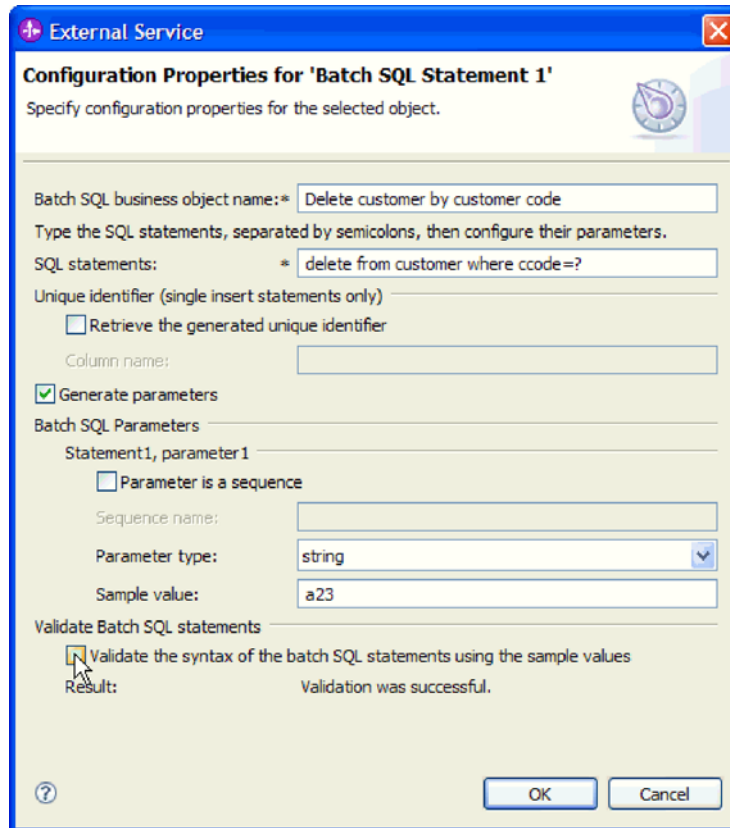 External Service
Configuration Properties for 'Batch SQL Statement 1'
Specify configuration properties for the selected object.
Batch SQL business object name:* Delete customer by customer code
Type the SQL statements, separated by semicolons, then configure their parameters.
SQL statements: * delete from customer where ccode=?
Unique identifier (single insert statements only)
Retrieve the generated unique identifier
Column name:
Generate parameters
Batch SQL Parameters
Statement1, parameter1
Parameter is a sequence
Sequence name:
Parameter type: string
Sample value: a23
Validate Batch SQL statements
Validate the syntax of the batch SQL statements using the sample values
Result: Validation was successful.
? OK Cancel